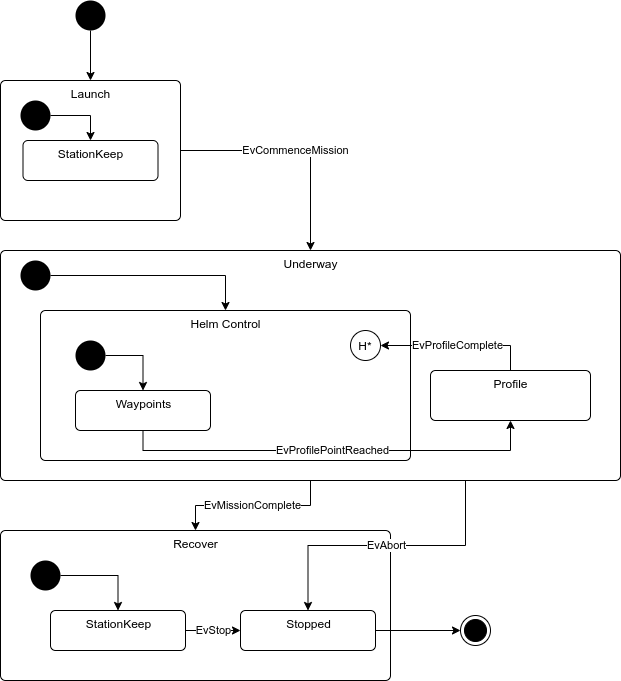 Launch
StationKeep
EvCommenceMission
Underway
Helm Control
H*
EvProfileComplete
Profile
Waypoints
EvProfilePointReached
EvMissionComplete
Recover
EvAbort
StationKeep
EvStop
Stopped